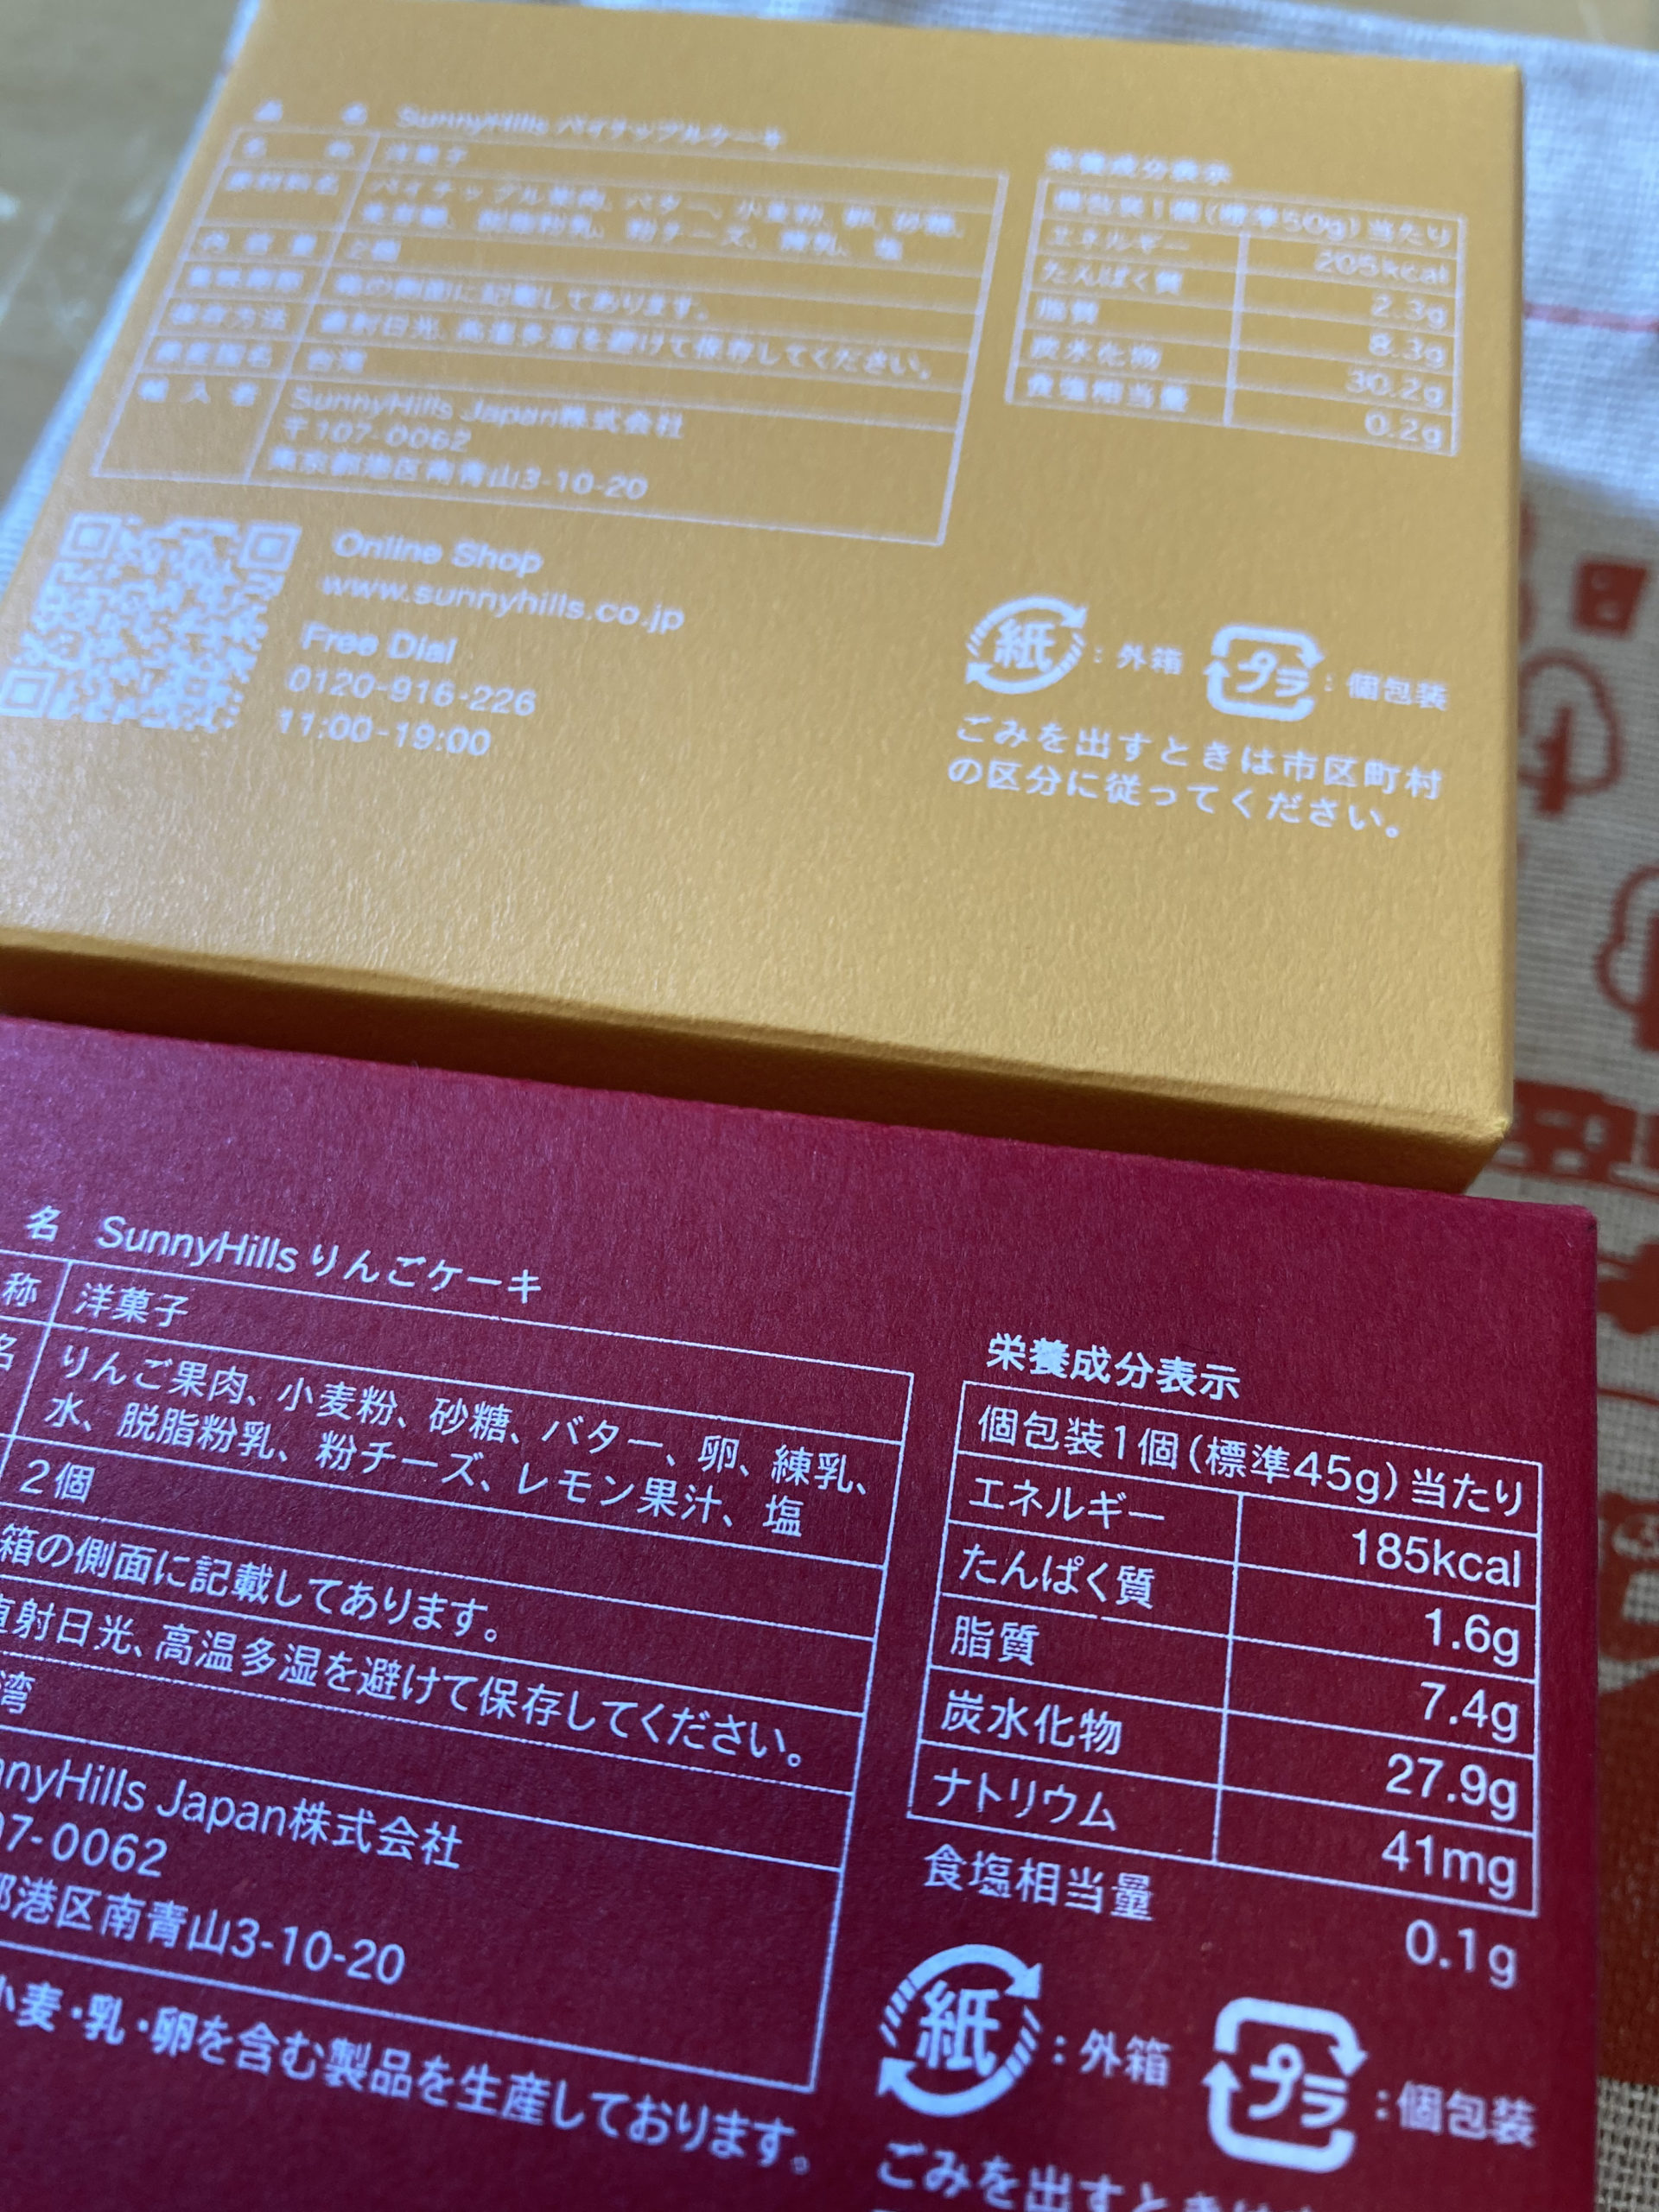 品 名 SunnyHills パイナップルケーキ
名 称 洋菓子
原材料名 パイナップル果肉、バター、小麦粉、卵、砂糖、
麦芽糖、脱脂粉乳、粉チーズ、練乳、塩
内容量 2個
賞味期限 箱の側面に記載してあります。
保存方法 直射日光、高温多湿を避けて保存してください。
原産国名 台湾
輸入者 SunnyHills Japan株式会社
〒107-0062
東京都港区南青山3-10-20
栄養成分表示
個包装1個(標準50g)当たり
エネルギー 205kcal
たんぱく質 2.3g
脂質 8.3g
炭水化物 30.2g
食塩相当量 0.2g
Online Shop
www.sunnyhills.co.jp
Free Dial
0120-916-226
11:00-19:00
紙:外箱 プラ:個包装
ごみを出すときは市区町村
の区分に従ってください。
名 SunnyHillsりんごケーキ
称 洋菓子
名 りんご果肉、小麦粉、砂糖、バター、卵、練乳、
水、脱脂粉乳、粉チーズ、レモン果汁、塩
2個
箱の側面に記載してあります。
直射日光、高温多湿を避けて保存してください。
湾
nnyHills Japan株式会社
07-0062
都港区南青山3-10-20
小麦・乳・卵を含む製品を生産しております。
栄養成分表示
個包装1個(標準45g)当たり
エネルギー 185kcal
たんぱく質 1.6g
脂質 7.4g
炭水化物 27.9g
ナトリウム 41mg
食塩相当量 0.1g
紙:外箱 プラ:個包装
ごみを出すときは